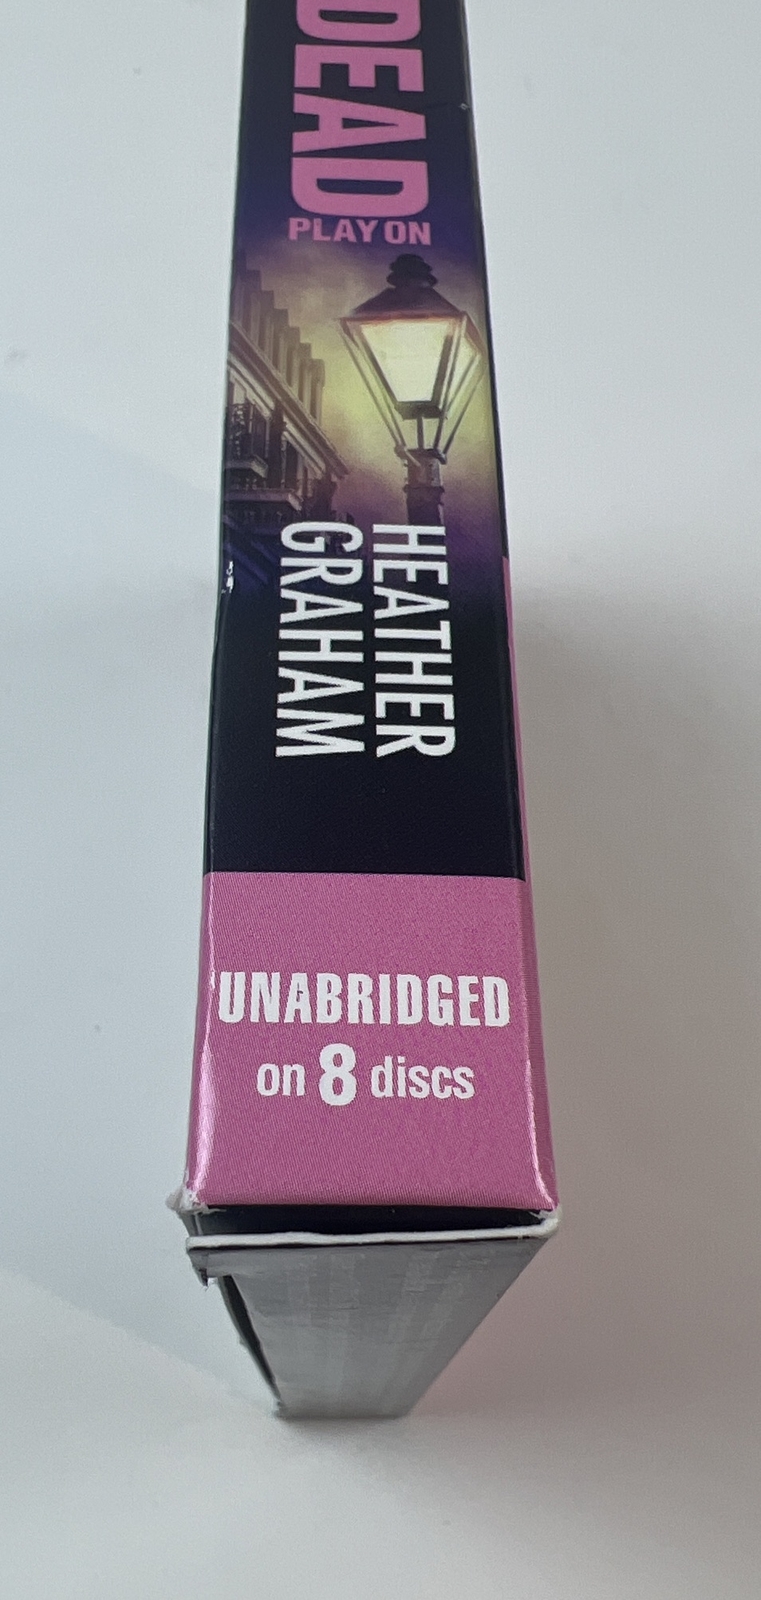 DEAD
PLAY ON
HEATHER
GRAHAM
UNABRIDGED
on 8 discs